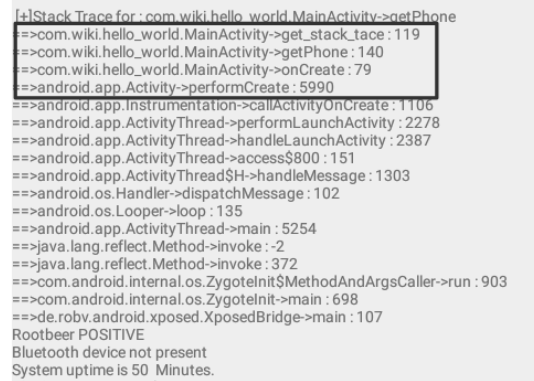 [+]Stack Trace for : com.wiki.hello_world.MainActivity->getPhone
==>com.wiki.hello_world.MainActivity->get_stack_tace : 119
==>com.wiki.hello_world.MainActivity->getPhone : 140
==>com.wiki.hello_world.MainActivity->onCreate : 79
==>android.app.Activity->performCreate : 5990
==>android.app.Instrumentation->callActivityOnCreate : 1106
==>android.app.ActivityThread->performLaunchActivity : 2278
==>android.app.ActivityThread->handleLaunchActivity : 2387
==>android.app.ActivityThread->access$800 : 151
==>android.app.ActivityThread$H->handleMessage : 1303
==>android.os.Handler->dispatchMessage : 102
==>android.os.Looper->loop : 135
==>android.app.ActivityThread->main : 5254
==>java.lang.reflect.Method->invoke : -2
==>java.lang.reflect.Method->invoke : 372
==>com.android.internal.os.ZygoteInit$MethodAndArgsCaller->run : 903
==>com.android.internal.os.ZygoteInit->main : 698
==>de.robv.android.xposed.XposedBridge->main : 107
Rootbeer POSITIVE
Bluetooth device not present
System uptime is 50 Minutes.